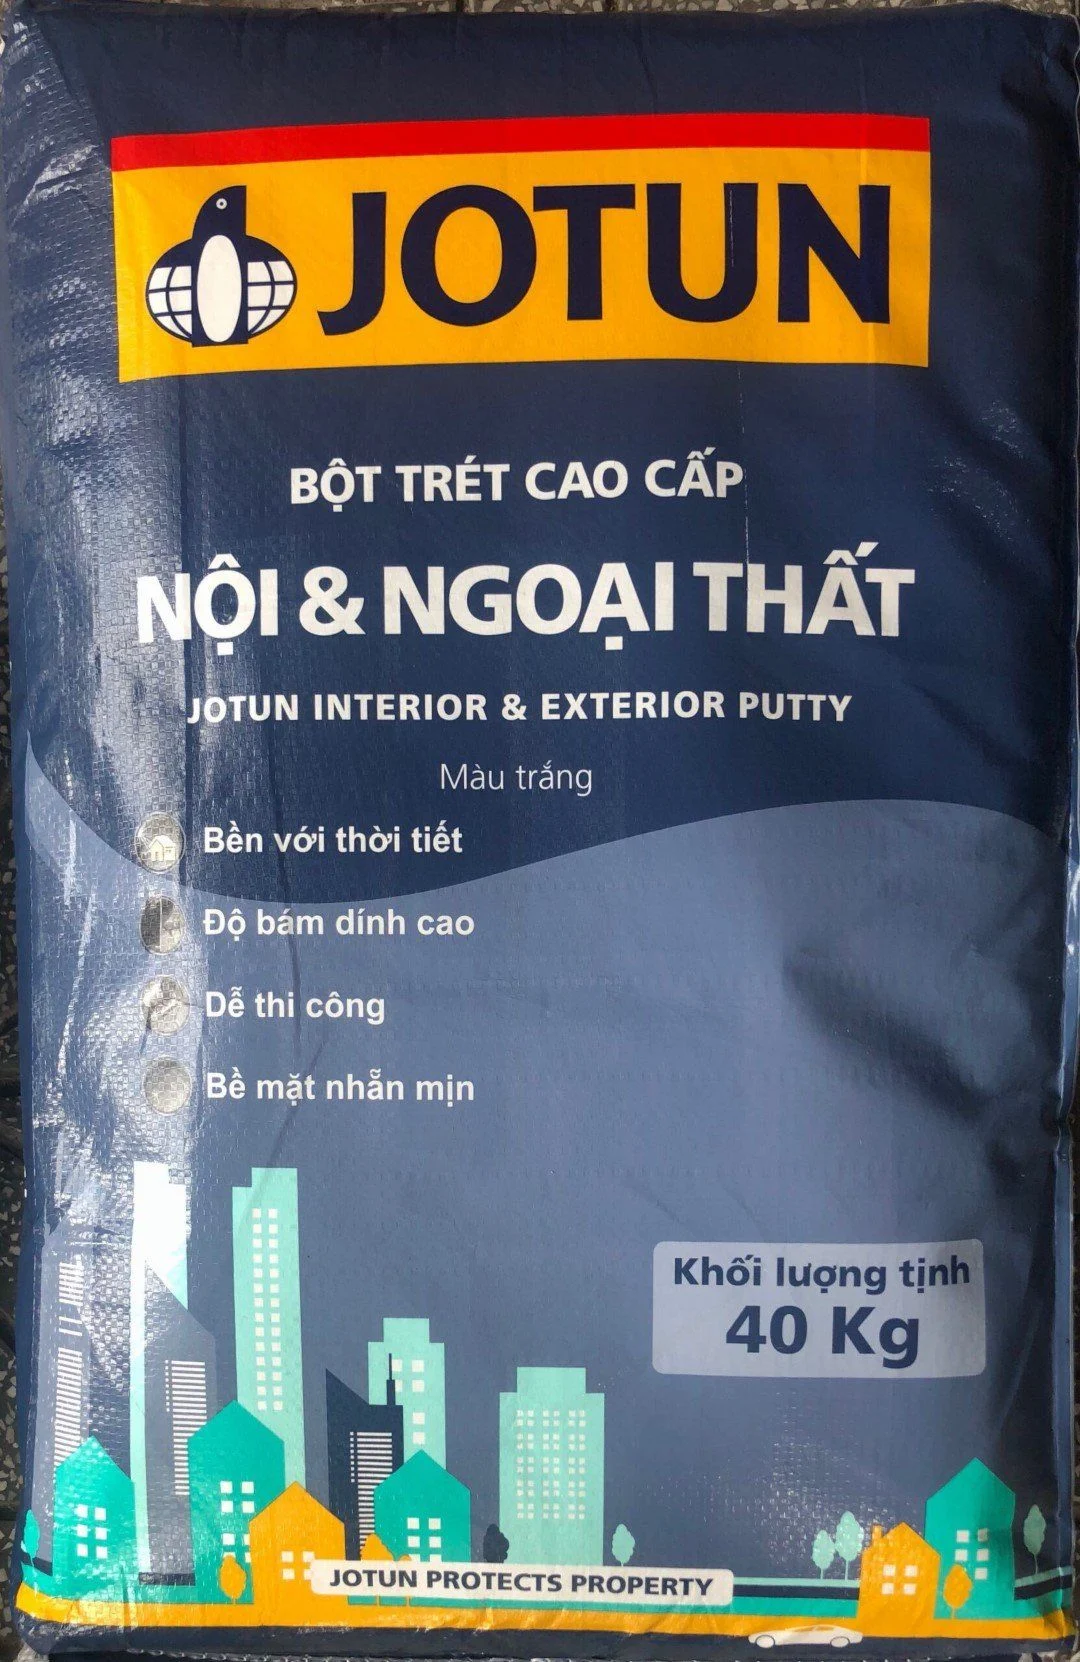 JOTUN
BỘT TRÉT CAO CẤP
NỘI & NGOẠI THẤT
JOTUN INTERIOR & EXTERIOR PUTTY
Màu trắng
Bền với thời tiết
Độ bám dính cao
Dễ thi công
Bề mặt nhẵn mịn
Khối lượng tịnh
40 Kg
JOTUN PROTECTS PROPERTY